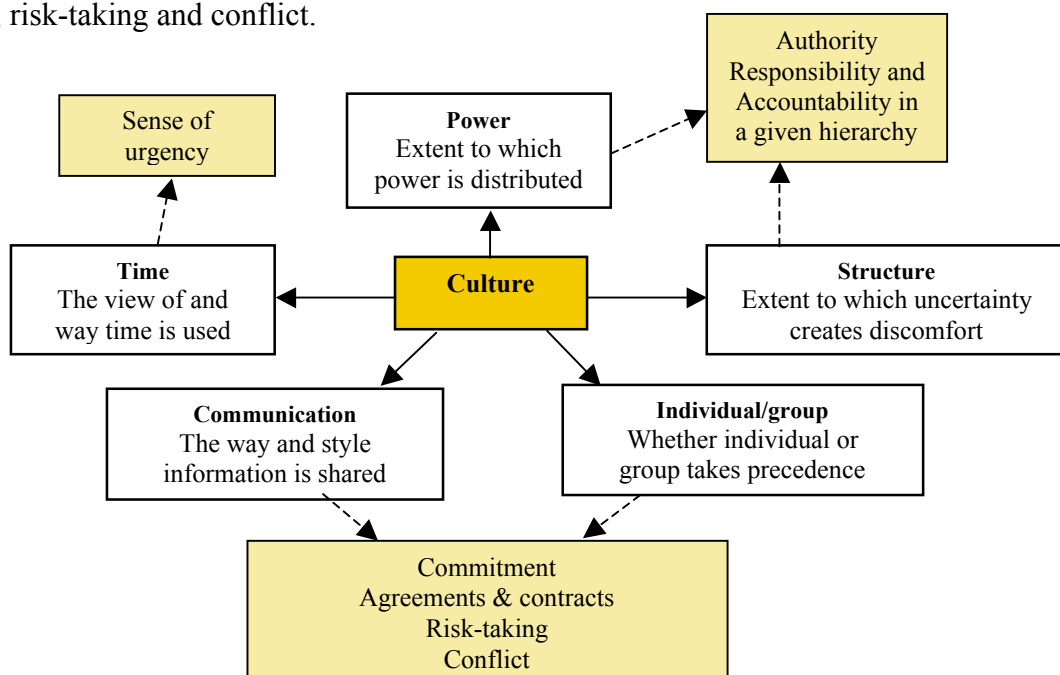 risk-taking and conflict.
Authority
Responsibility and
Accountability in
a given hierarchy
Sense of
urgency
Power
Extent to which
power is distributed
Time
The view of and
way time is used
Culture
Structure
Extent to which uncertainty
creates discomfort
Communication
The way and style
information is shared
Individual/group
Whether individual or
group takes precedence
Commitment
Agreements & contracts
Risk-taking
Conflict